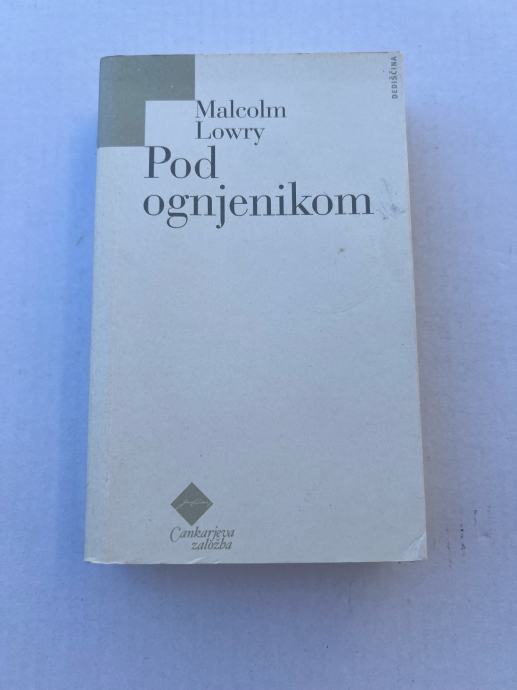 DEDIŠČINA
Malcolm
Lowry
Pod
ognjenikom
Cankarjeva
založba